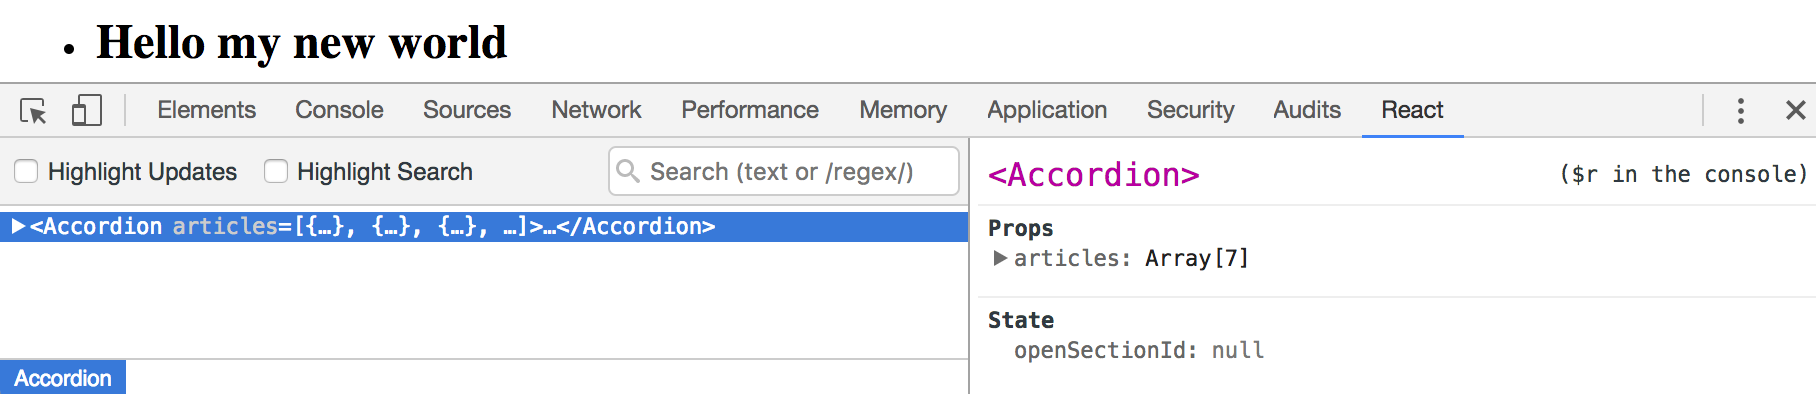 • Hello my new world
Elements Console Sources Network Performance Memory Application Security Audits React
Highlight Updates Highlight Search Search (text or /regex/)
<Accordion articles=[{…}, {…}, {…}, …]>…</Accordion>
Accordion
<Accordion> ($r in the console)
Props
articles: Array[7]
State
openSectionId: null